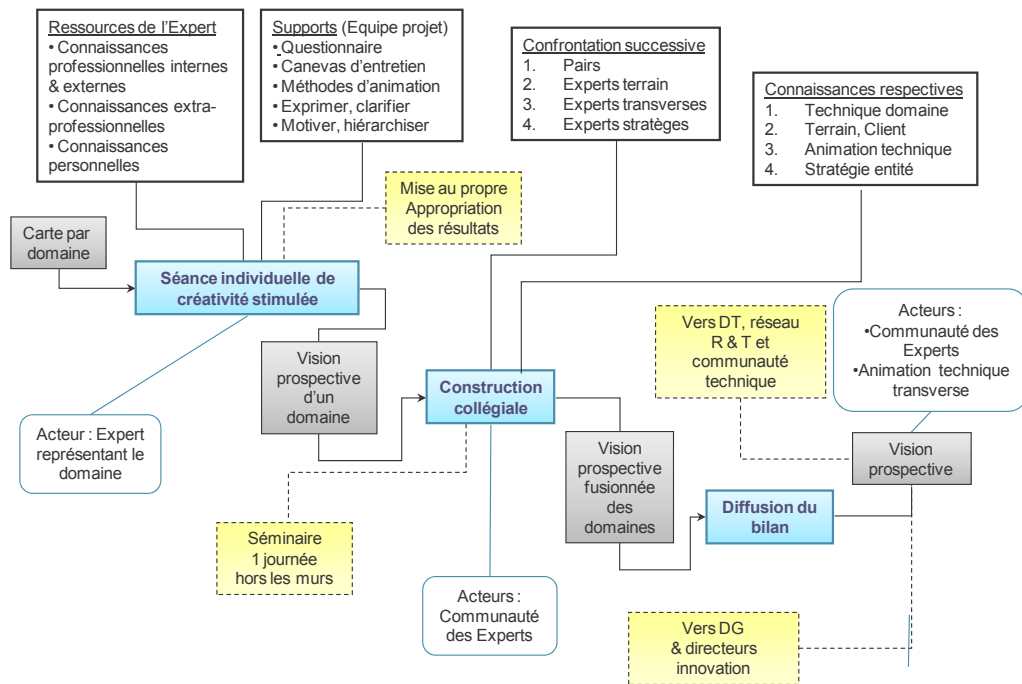 Ressources de l'Expert
• Connaissances
professionnelles internes
& externes
• Connaissances extra-
professionnelles
• Connaissances
personnelles
Supports (Equipe projet)
• Questionnaire
• Canevas d'entretien
• Méthodes d'animation
• Exprimer, clarifier
• Motiver, hiérarchiser
Confrontation successive
1. Pairs
2. Experts terrain
3. Experts transverses
4. Experts stratèges
Connaissances respectives
1. Technique domaine
2. Terrain, Client
3. Animation technique
4. Stratégie entité
Mise au propre
Appropriation
des résultats
Carte par
domaine
Séance individuelle de
créativité stimulée
Vision
prospective
d'un
domaine
Acteur : Expert
représentant le
domaine
Construction
collégiale
Vers DT, réseau
R & T et
communauté
technique
Acteurs :
•Communauté des
Experts
•Animation technique
transverse
Vision
prospective
fusionnée
des
domaines
Vision
prospective
Diffusion du
bilan
Séminaire
1 journée
hors les murs
Acteurs :
Communauté
des Experts
Vers DG
& directeurs
innovation